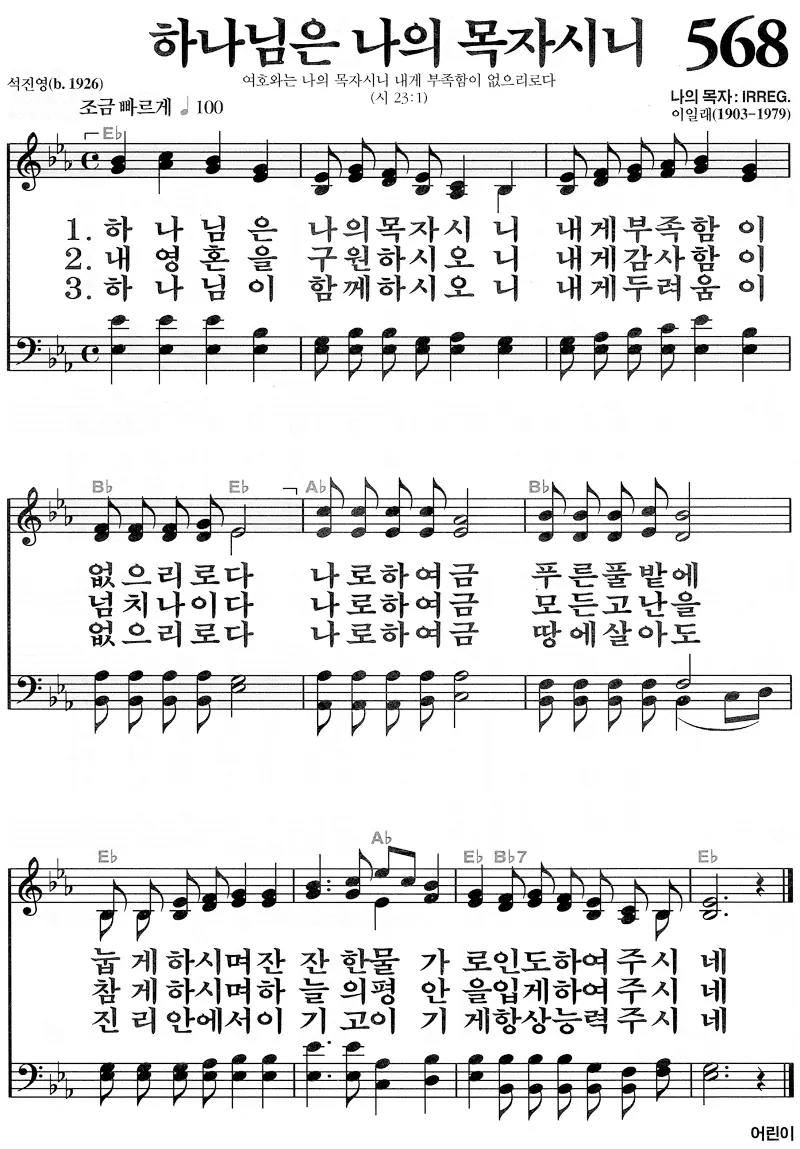 하나님은 나의 목자시니 568
석진영(b. 1926) 여호와는 나의 목자시니 내게 부족함이 없으리로다
(시 23:1)
나의 목자 : IRREG.
조금 빠르게 ♩ 100
이일래(1903-1979)
E♭
1. 하 나 님 은 나의목자시 니 내게부족함 이
2. 내 영 혼 을 구원하시오 니 내게감사함 이
3. 하 나 님 이 함께하시오 니 내게두려움 이
B♭ E♭ A♭ B♭
없으리로다 나로하여금 푸른풀밭에
넘치나이다 나로하여금 모든고난을
없으리로다 나로하여금 땅에살아도
E♭ A♭ E♭ B♭7 E♭
눕 게하시며잔 잔 한물 가 로인도하여주시 네
참 게하시며하 늘 의평 안 을입게하여주시 네
진 리안에서이 기 고이 기 게항상능력주시 네
어린이